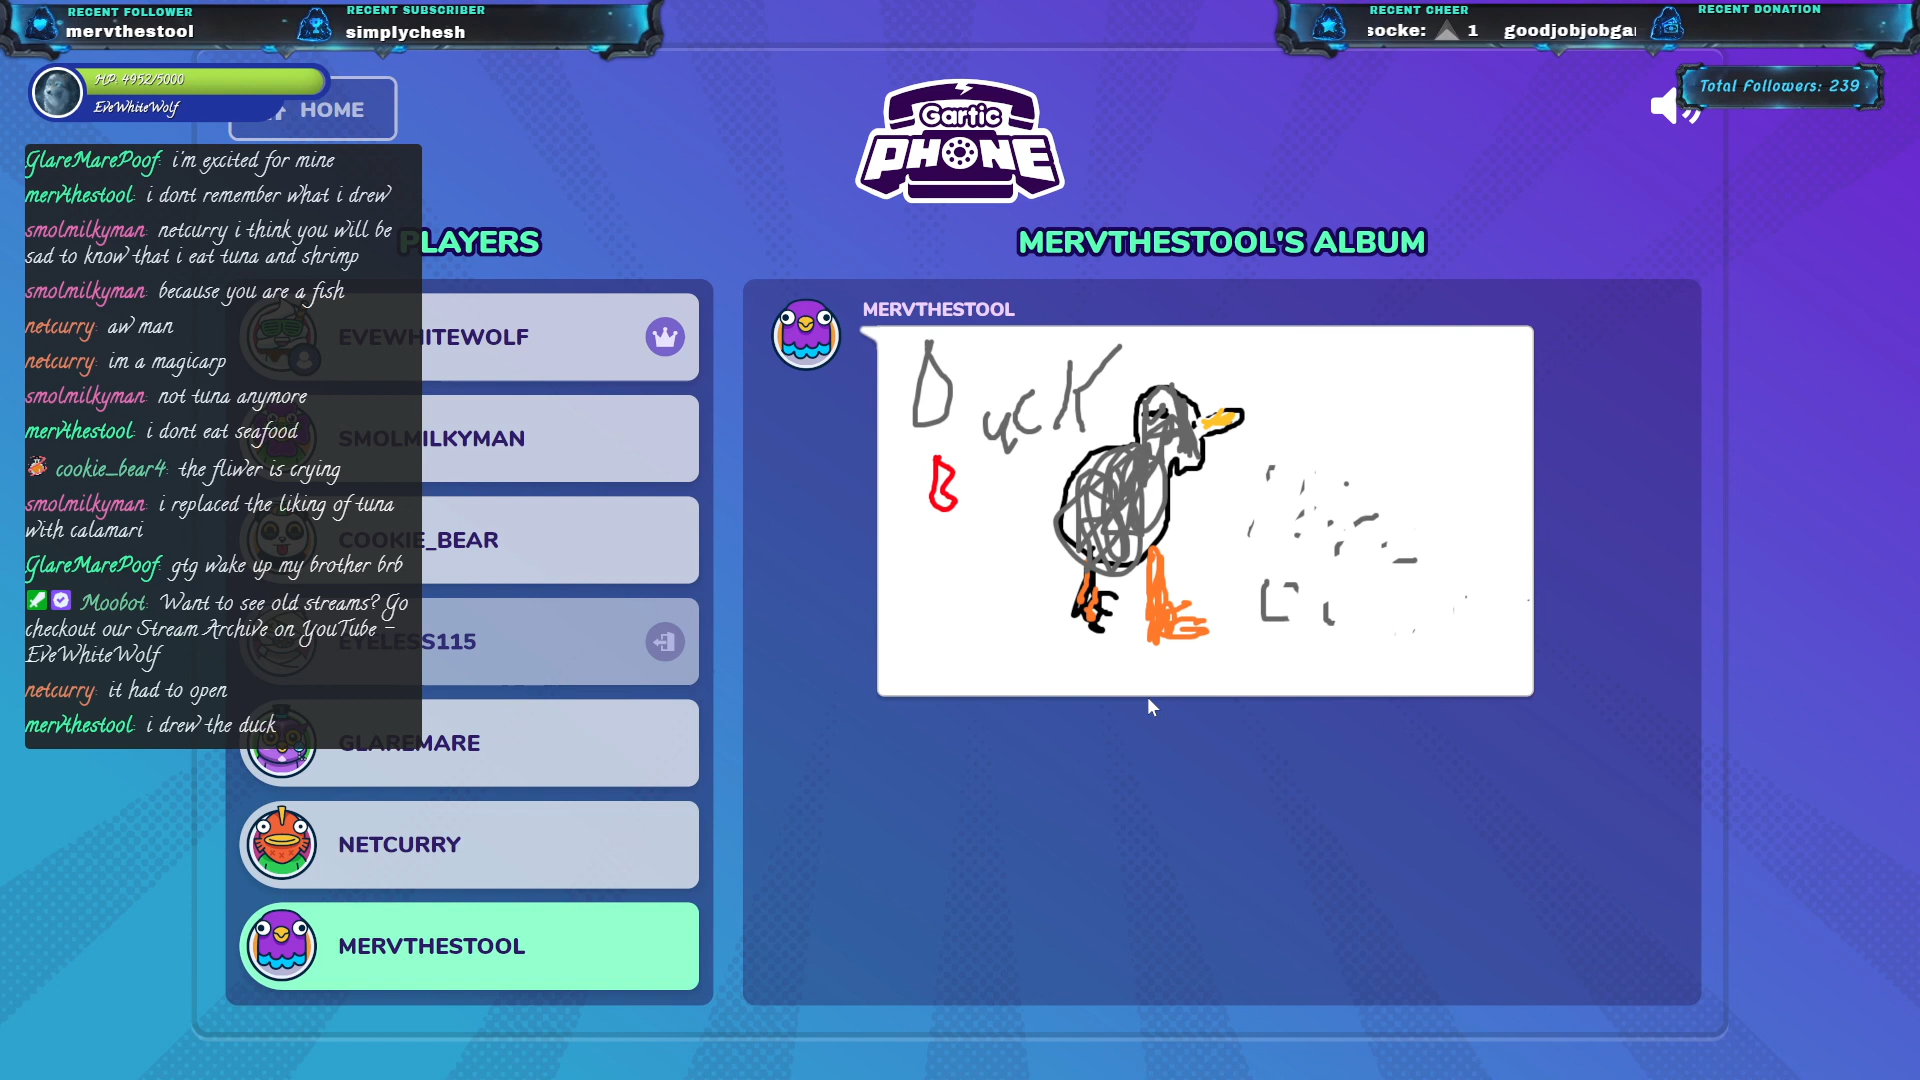 RECENT FOLLOWER
mervthestool
RECENT SUBSCRIBER
simplychesh
RECENT CHEER
socke: 1 goodjobjobga
RECENT DONATION
HP: 4952/5000
EveWhiteWolf
HOME
Gartic
PHONE
Total Followers: 239
GlareMarePoof: i'm excited for mine
mervthestool: i dont remember what i drew
smolmilkyman: netcurry i think you will be
sad to know that i eat tuna and shrimp
smolmilkyman: because you are a fish
netcurry: aw man
netcurry: im a magicarp
smolmilkyman: not tuna anymore
mervthestool: i dont eat seafood
cookie_bear4: the fliwer is crying
smolmilkyman: i replaced the liking of tuna
with calamari
GlareMarePoof: gtg wake up my brother brb
Moobot: Want to see old streams? Go
checkout our Stream Archive on YouTube -
EveWhiteWolf
netcurry: it had to open
mervthestool: i drew the duck
PLAYERS
EVEWHITEWOLF
SMOLMILKYMAN
COOKIE_BEAR
EYELESS115
GLAREMARE
NETCURRY
MERVTHESTOOL
MERVTHESTOOL'S ALBUM
MERVTHESTOOL
DucK
B